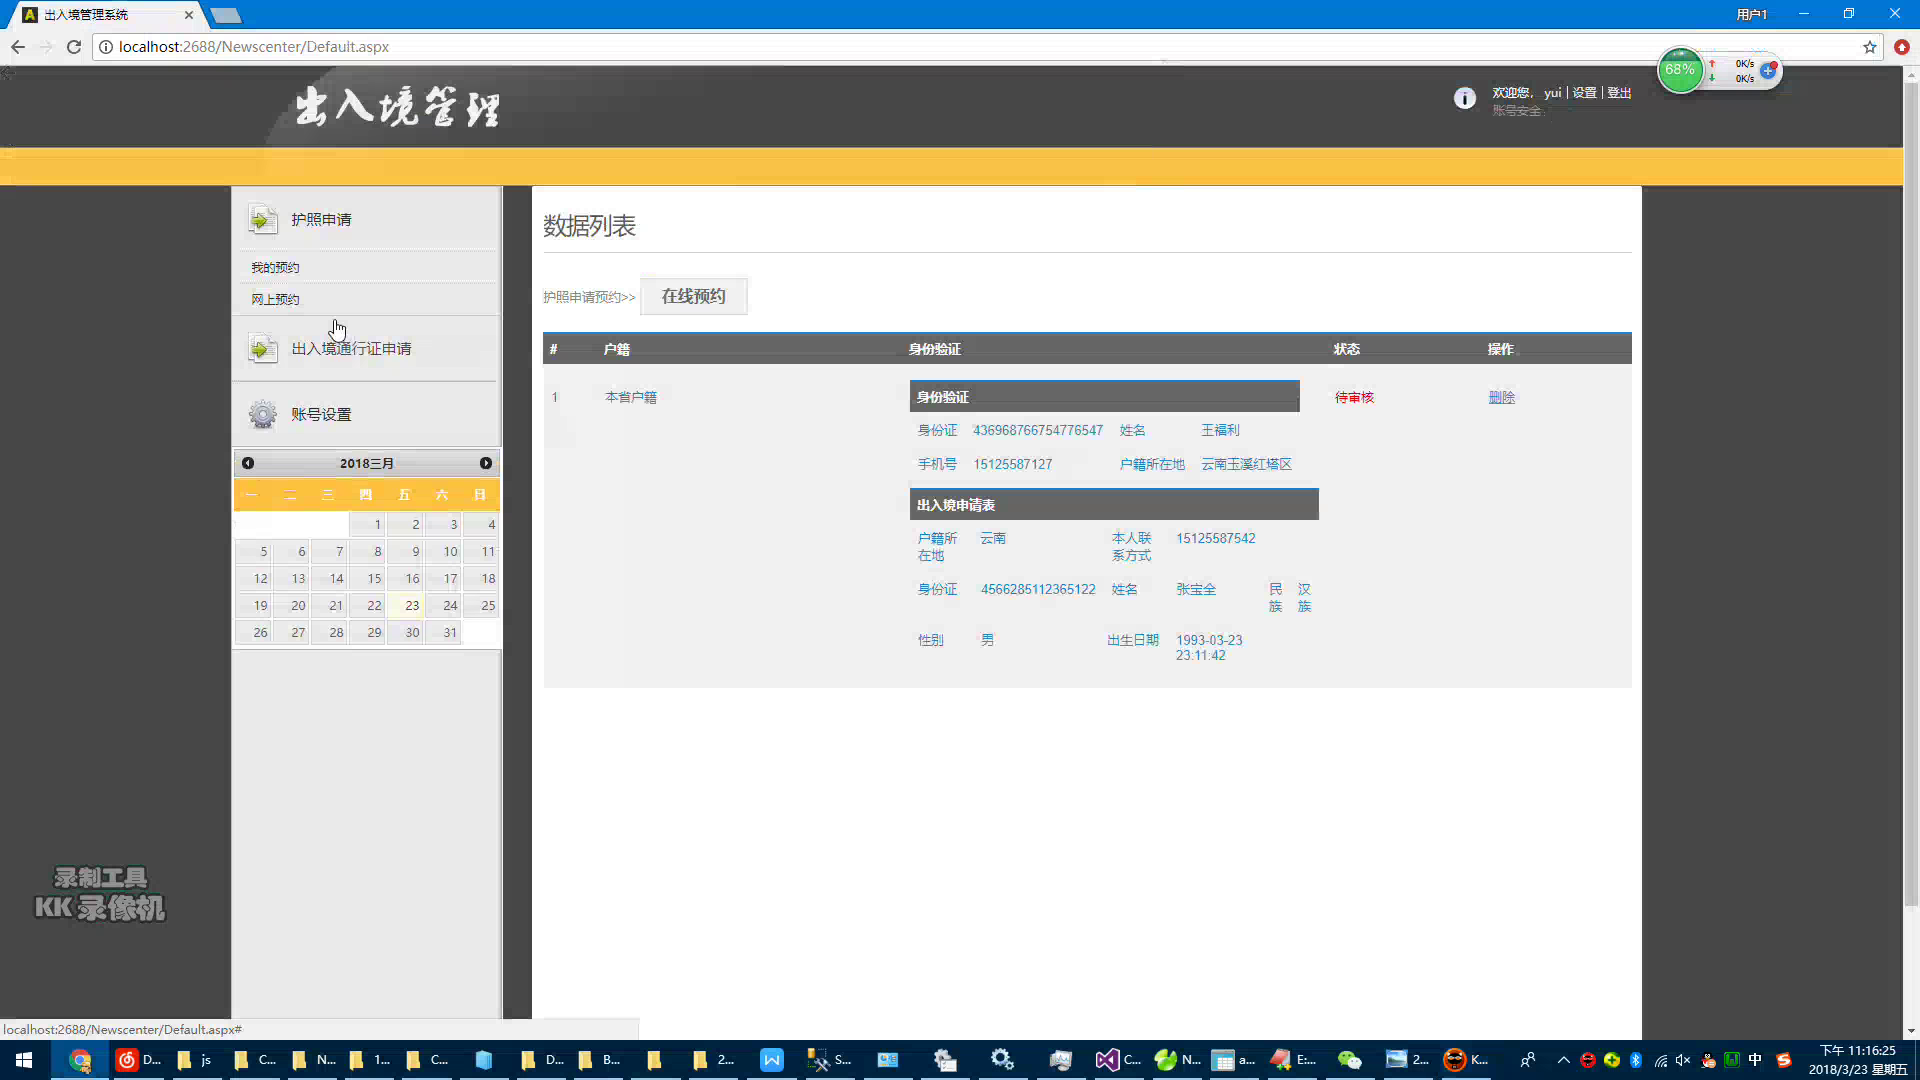 出入境管理系统
用户1
localhost:2688/Newscenter/Default.aspx
68%
0K/s
0K/s
出入境管理
欢迎您, yui | 设置 | 登出
账号安全:
护照申请
我的预约
网上预约
出入境通行证申请
账号设置
2018三月
一 二 三 四 五 六 日
1 2 3 4
5 6 7 8 9 10 11
12 13 14 15 16 17 18
19 20 21 22 23 24 25
26 27 28 29 30 31
数据列表
护照申请预约>> 在线预约
# 户籍 身份验证 状态 操作
1 本省户籍 身份验证 待审核 删除
身份证 436968766754776547 姓名 王福利
手机号 15125587127 户籍所在地 云南玉溪红塔区
出入境申请表
户籍所在地 云南 本人联系方式 15125587542
身份证 4566285112365122 姓名 张宝全 民族 汉族
性别 男 出生日期 1993-03-23 23:11:42
录制工具
KK 录像机
localhost:2688/Newscenter/Default.aspx#
D... js C... N... 1... C... D... B... 2... S... C... N... a... E:... 2... K... 中
下午 11:16:25
2018/3/23 星期五